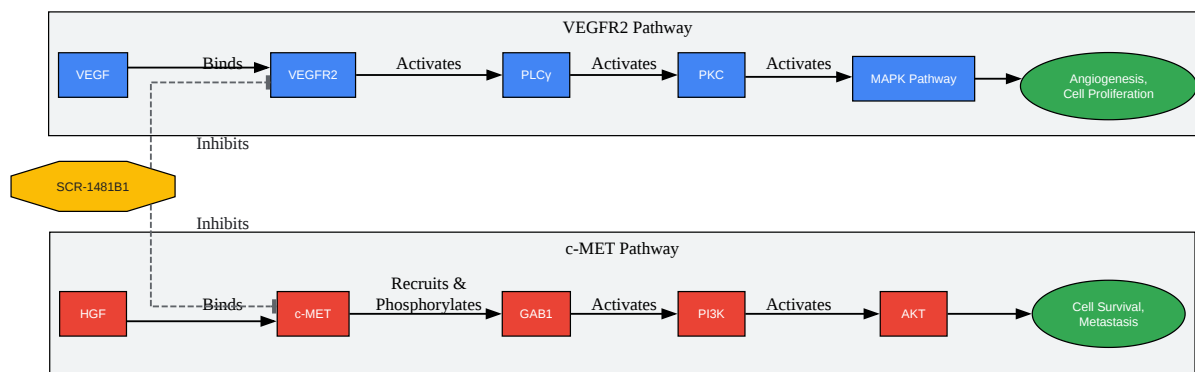 VEGFR2 Pathway
VEGF
Binds
VEGFR2
Activates
PLCγ
Activates
PKC
Activates
MAPK Pathway
Angiogenesis,
Cell Proliferation
Inhibits
SCR-1481B1
Inhibits
c-MET Pathway
HGF
Binds
c-MET
Recruits &
Phosphorylates
GAB1
Activates
PI3K
Activates
AKT
Cell Survival,
Metastasis